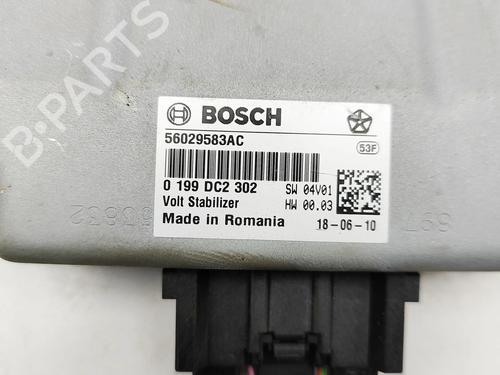 BOSCH
56029583AC
53F
0 199 DC2 302
SW 04V01
Volt Stabilizer
HW 00.03
Made in Romania
18-06-10
B-PARTS